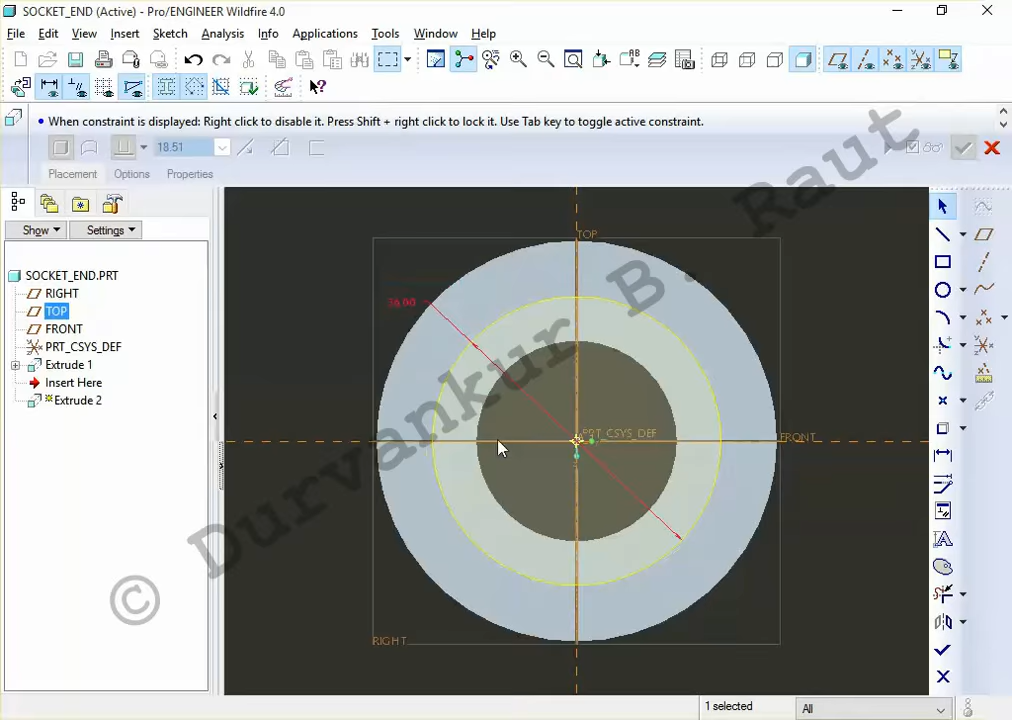 SOCKET_END (Active) - Pro/ENGINEER Wildfire 4.0
File Edit View Insert Sketch Analysis Info Applications Tools Window Help
When constraint is displayed: Right click to disable it. Press Shift + right click to lock it. Use Tab key to toggle active constraint.
18.51
Placement Options Properties
Show Settings
SOCKET_END.PRT
RIGHT
TOP
FRONT
PRT_CSYS_DEF
Extrude 1
Insert Here
Extrude 2
TOP
PRT_CSYS_DEF
FRONT
RIGHT
© Durvankur B. Raut
1 selected
All